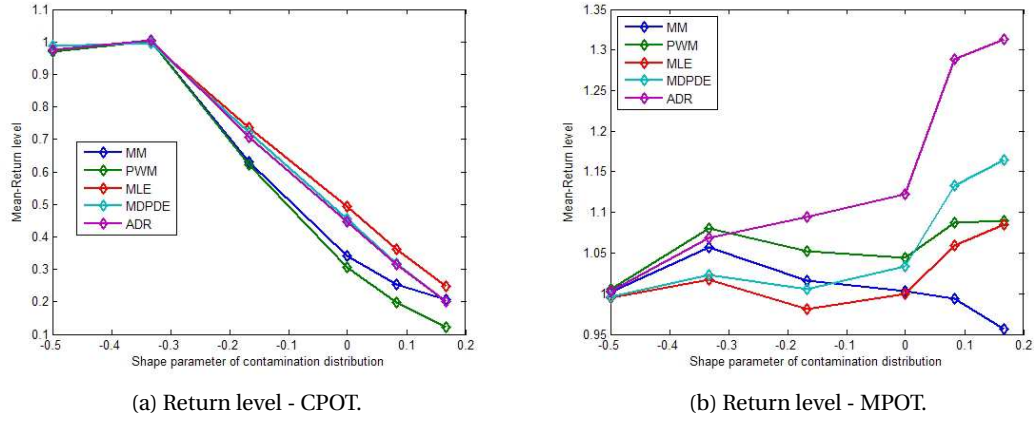 1.1
1
0.9
0.8
0.7
0.6
0.5
0.4
0.3
0.2
0.1
Mean-Return level
MM
PWM
MLE
MDPDE
ADR
-0.5 -0.4 -0.3 -0.2 -0.1 0 0.1 0.2
Shape parameter of contamination distribution
(a) Return level - CPOT.
1.35
1.3
1.25
1.2
1.15
1.1
1.05
1
0.95
Mean-Return level
MM
PWM
MLE
MDPDE
ADR
-0.5 -0.4 -0.3 -0.2 -0.1 0 0.1 0.2
Shape parameter of contamination distribution
(b) Return level - MPOT.